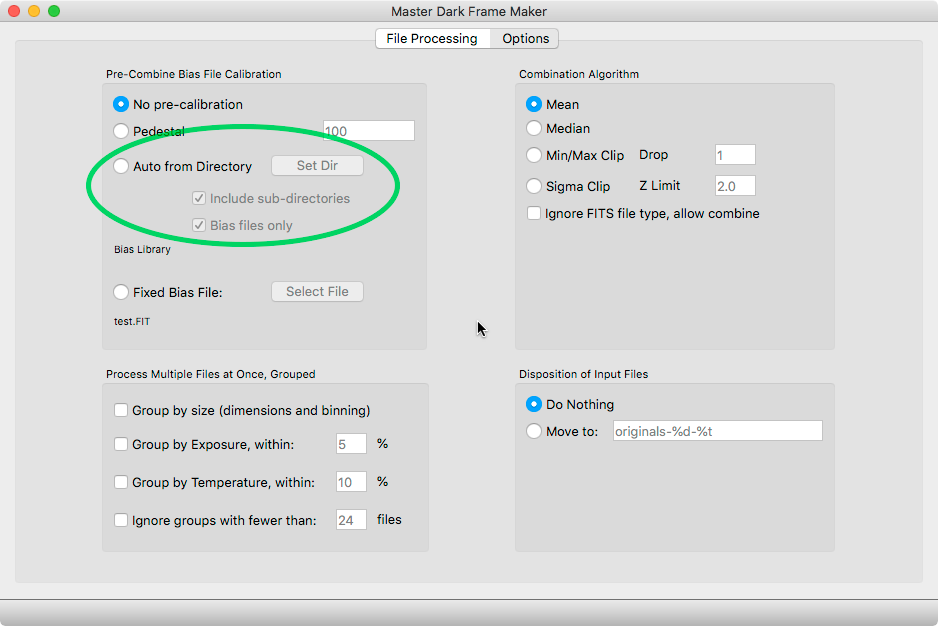 Master Dark Frame Maker
File Processing Options
Pre-Combine Bias File Calibration
No pre-calibration
Pedestal 100
Auto from Directory Set Dir
Include sub-directories
Bias files only
Bias Library
Fixed Bias File: Select File
test.FIT
Combination Algorithm
Mean
Median
Min/Max Clip Drop 1
Sigma Clip Z Limit 2.0
Ignore FITS file type, allow combine
Process Multiple Files at Once, Grouped
Group by size (dimensions and binning)
Group by Exposure, within: 5 %
Group by Temperature, within: 10 %
Ignore groups with fewer than: 24 files
Disposition of Input Files
Do Nothing
Move to: originals-%d-%t